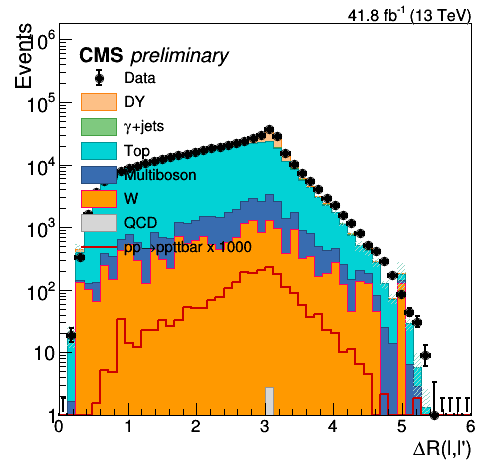 41.8 fb⁻¹ (13 TeV)
Events
CMS preliminary
Data
DY
γ+jets
Top
Multiboson
W
QCD
pp→ppttbar x 1000
10⁶
10⁵
10⁴
10³
10²
10
1
0 1 2 3 4 5 6
ΔR(l,l')